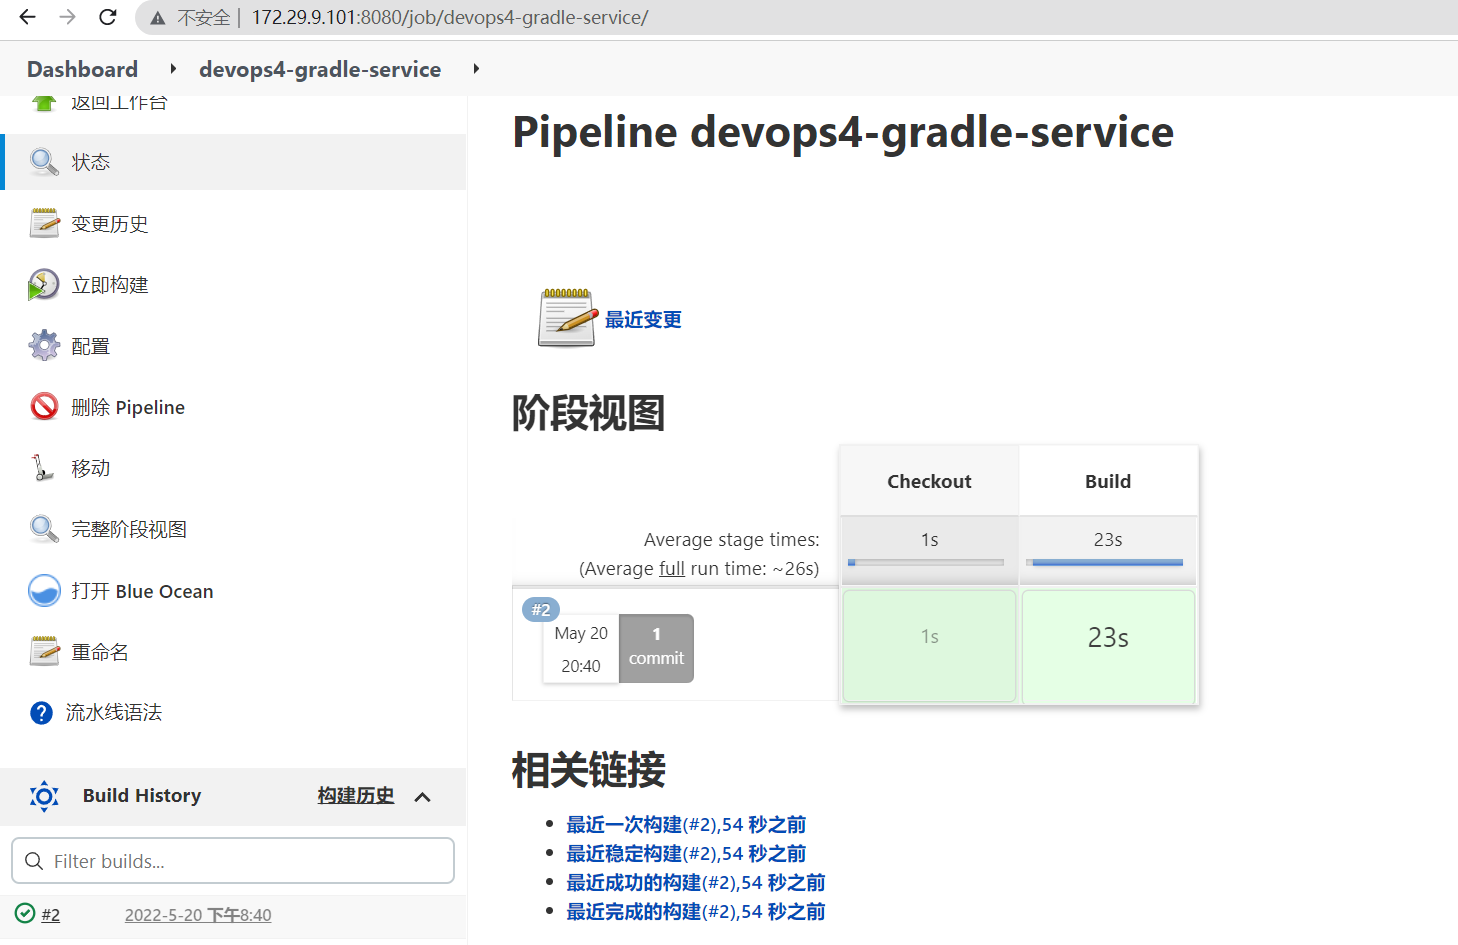 不安全 | 172.29.9.101:8080/job/devops4-gradle-service/
Dashboard devops4-gradle-service
返回工作台
状态
变更历史
立即构建
配置
删除 Pipeline
移动
完整阶段视图
打开 Blue Ocean
重命名
流水线语法
Build History 构建历史
Filter builds...
#2 2022-5-20 下午8:40
Pipeline devops4-gradle-service
最近变更
阶段视图
Checkout Build
Average stage times: 1s 23s
(Average full run time: ~26s)
#2
May 20 1
20:40 commit
1s 23s
相关链接
最近一次构建(#2),54 秒之前
最近稳定构建(#2),54 秒之前
最近成功的构建(#2),54 秒之前
最近完成的构建(#2),54 秒之前